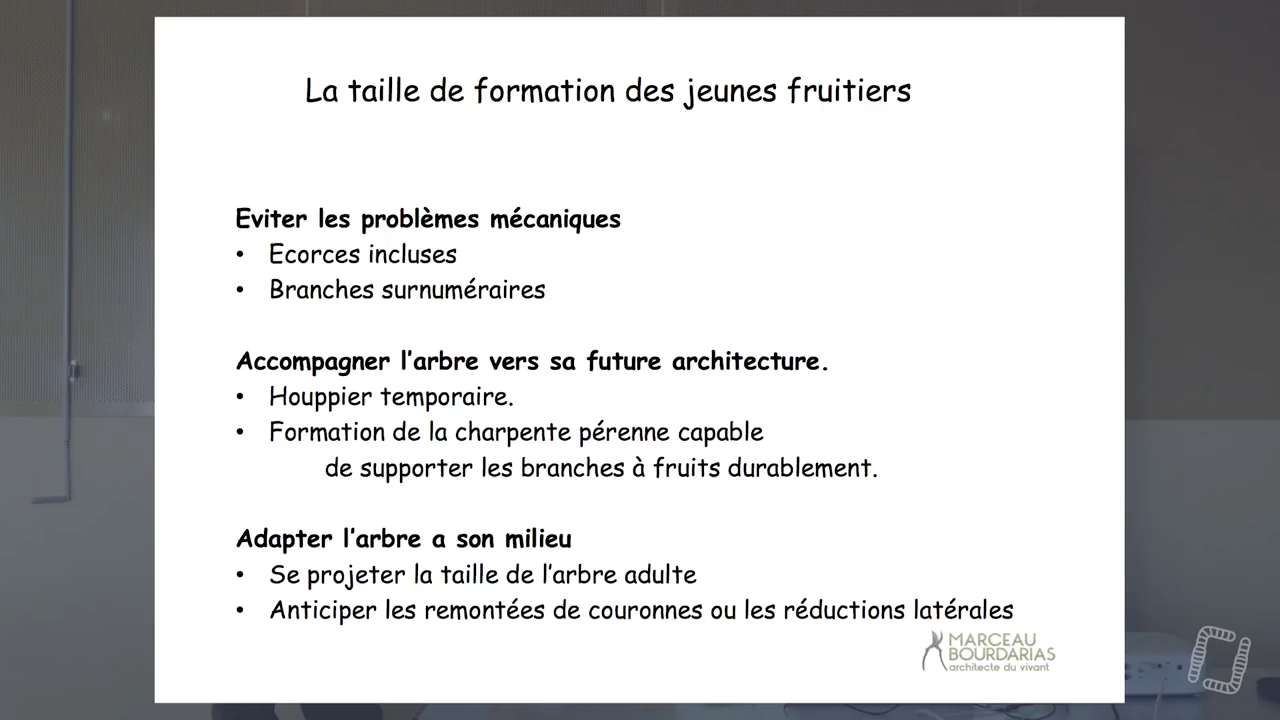 La taille de formation des jeunes fruitiers
Eviter les problèmes mécaniques
• Ecorces incluses
• Branches surnuméraires
Accompagner l'arbre vers sa future architecture.
• Houppier temporaire.
• Formation de la charpente pérenne capable
de supporter les branches à fruits durablement.
Adapter l'arbre a son milieu
• Se projeter la taille de l'arbre adulte
• Anticiper les remontées de couronnes ou les réductions latérales
MARCEAU
BOURDARIAS
architecte du vivant